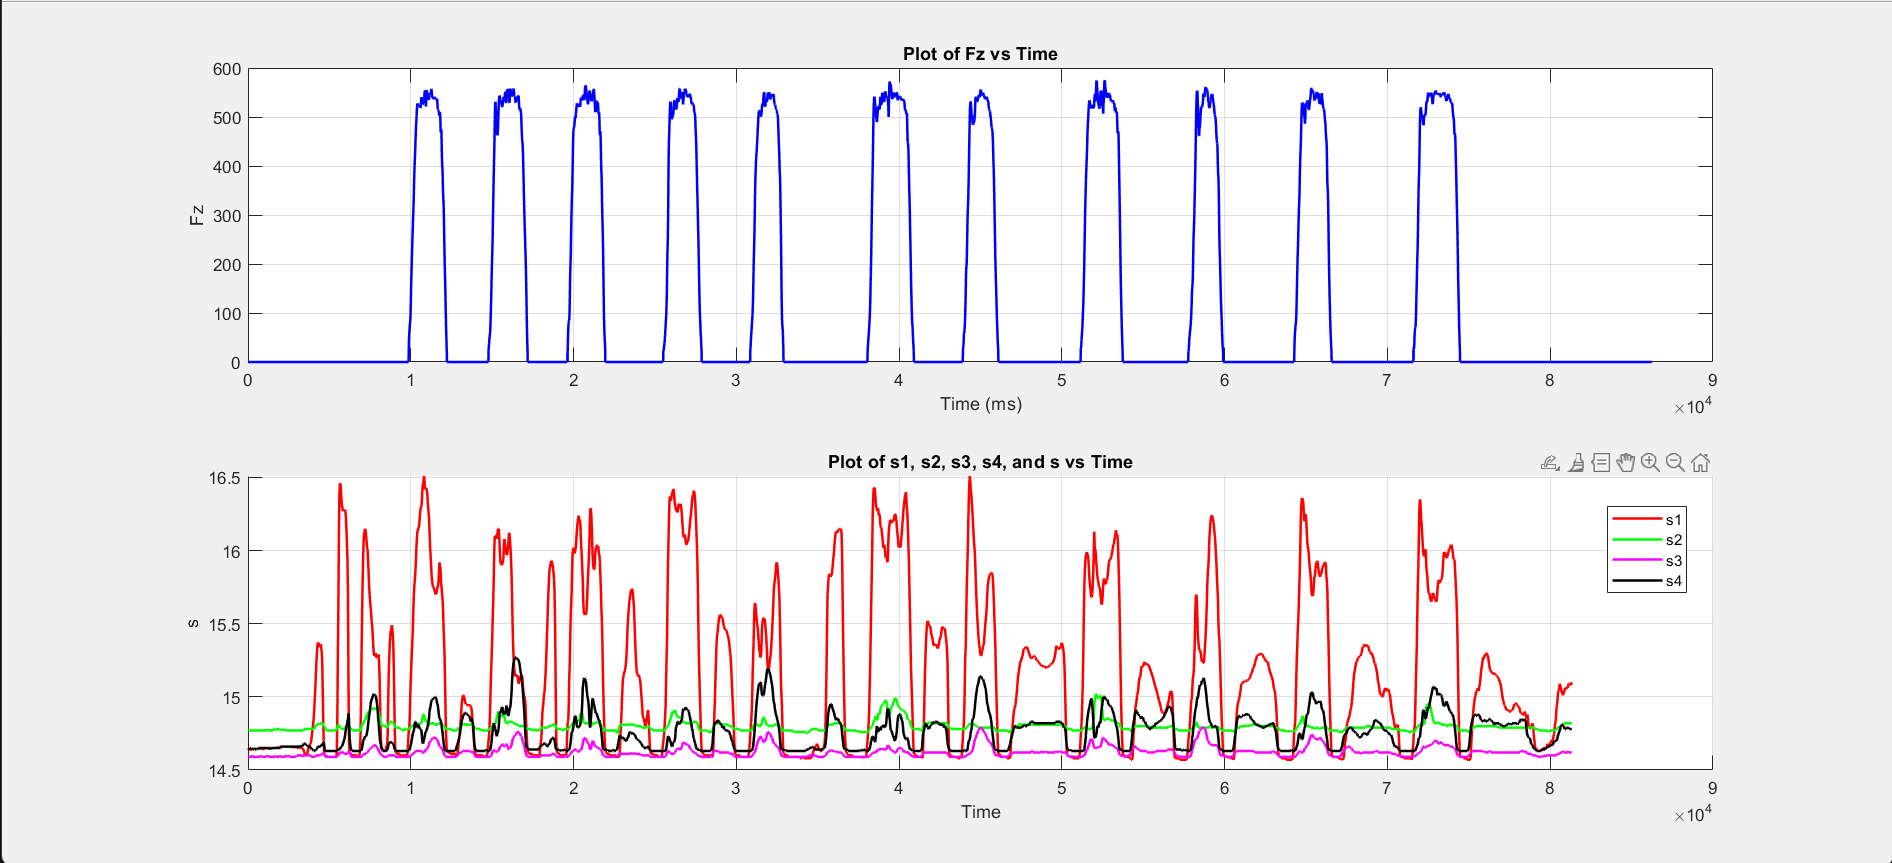 Plot of Fz vs Time
600
500
400
300
200
100
0
Fz
0 1 2 3 4 5 6 7 8 9
Time (ms)
×10^4
Plot of s1, s2, s3, s4, and s vs Time
16.5
16
15.5
15
14.5
s
s1
s2
s3
s4
0 1 2 3 4 5 6 7 8 9
Time
×10^4